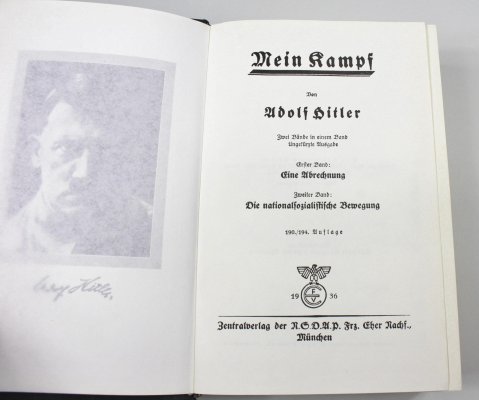 Mein Kampf
Von
Adolf Hitler
Zwei Bände in einem Band
Ungekürzte Ausgabe
Erster Band:
Eine Abrechnung
Zweiter Band:
Die nationalsozialistische Bewegung
190./194. Auflage
19 36
Zentralverlag der N.S.D.A.P. Frz. Eher Nachf.,
München